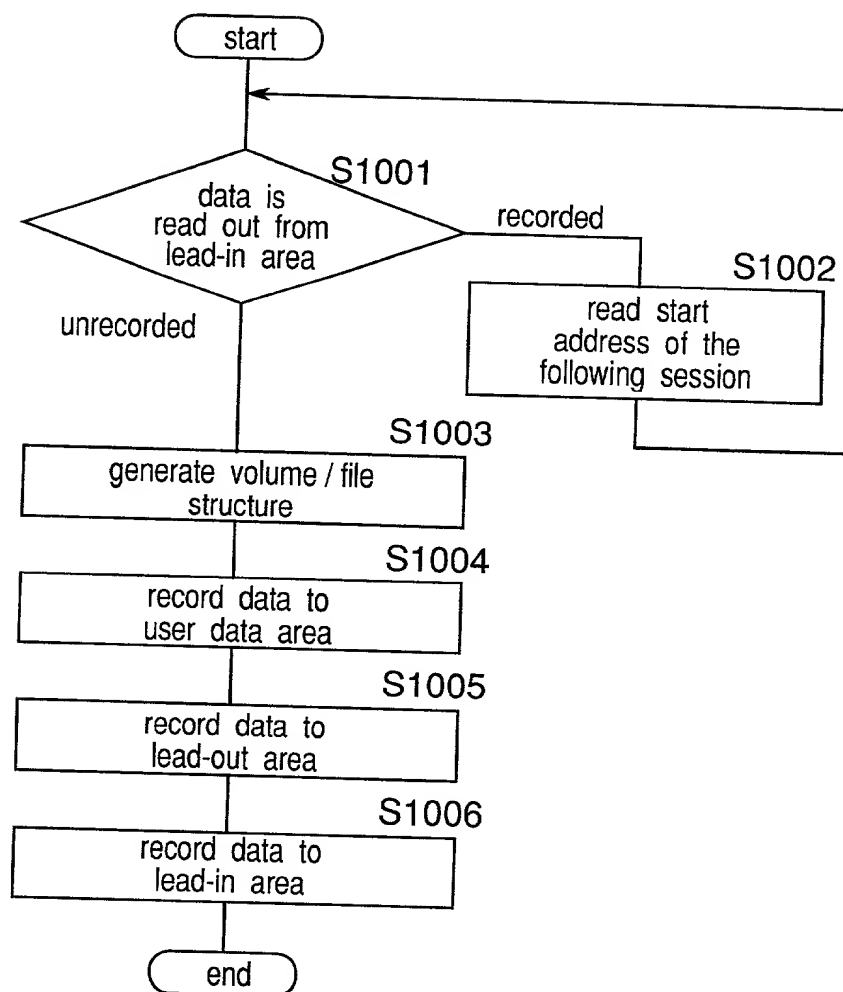 start
S1001
data is
read out from
lead-in area
recorded
S1002
read start
address of the
following session
unrecorded
S1003
generate volume / file
structure
S1004
record data to
user data area
S1005
record data to
lead-out area
S1006
record data to
lead-in area
end